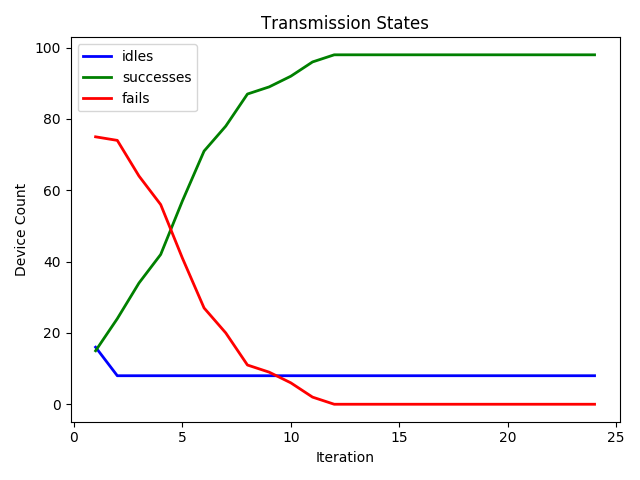 Transmission States
idles
successes
fails
100
80
60
40
20
0
Device Count
0 5 10 15 20 25
Iteration